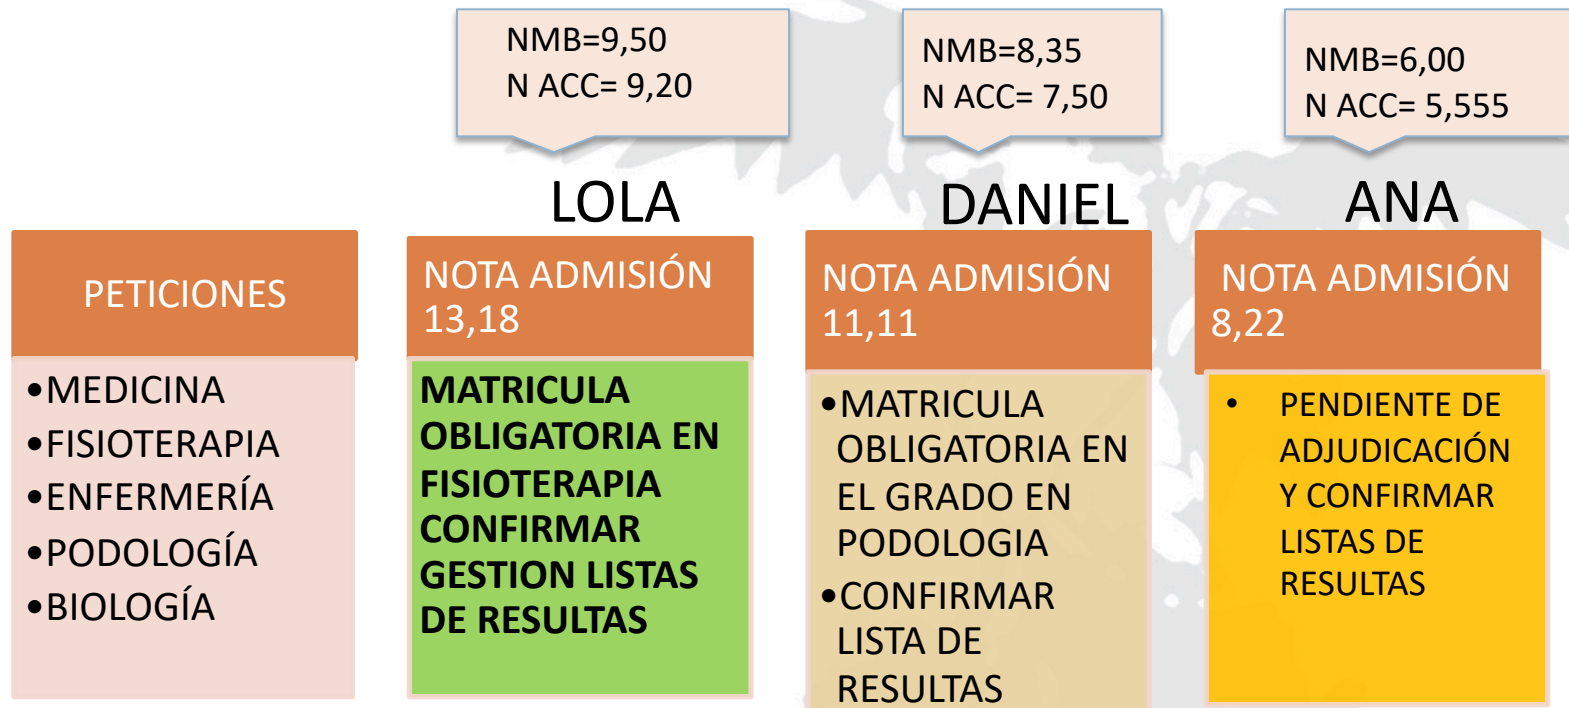 NMB=9,50
N ACC= 9,20
NMB=8,35
N ACC= 7,50
NMB=6,00
N ACC= 5,555
LOLA
DANIEL
ANA
PETICIONES
•MEDICINA
•FISIOTERAPIA
•ENFERMERÍA
•PODOLOGÍA
•BIOLOGÍA
NOTA ADMISIÓN
13,18
MATRICULA
OBLIGATORIA EN
FISIOTERAPIA
CONFIRMAR
GESTION LISTAS
DE RESULTAS
NOTA ADMISIÓN
11,11
•MATRICULA
OBLIGATORIA EN
EL GRADO EN
PODOLOGIA
•CONFIRMAR
LISTA DE
RESULTAS
NOTA ADMISIÓN
8,22
• PENDIENTE DE
ADJUDICACIÓN
Y CONFIRMAR
LISTAS DE
RESULTAS